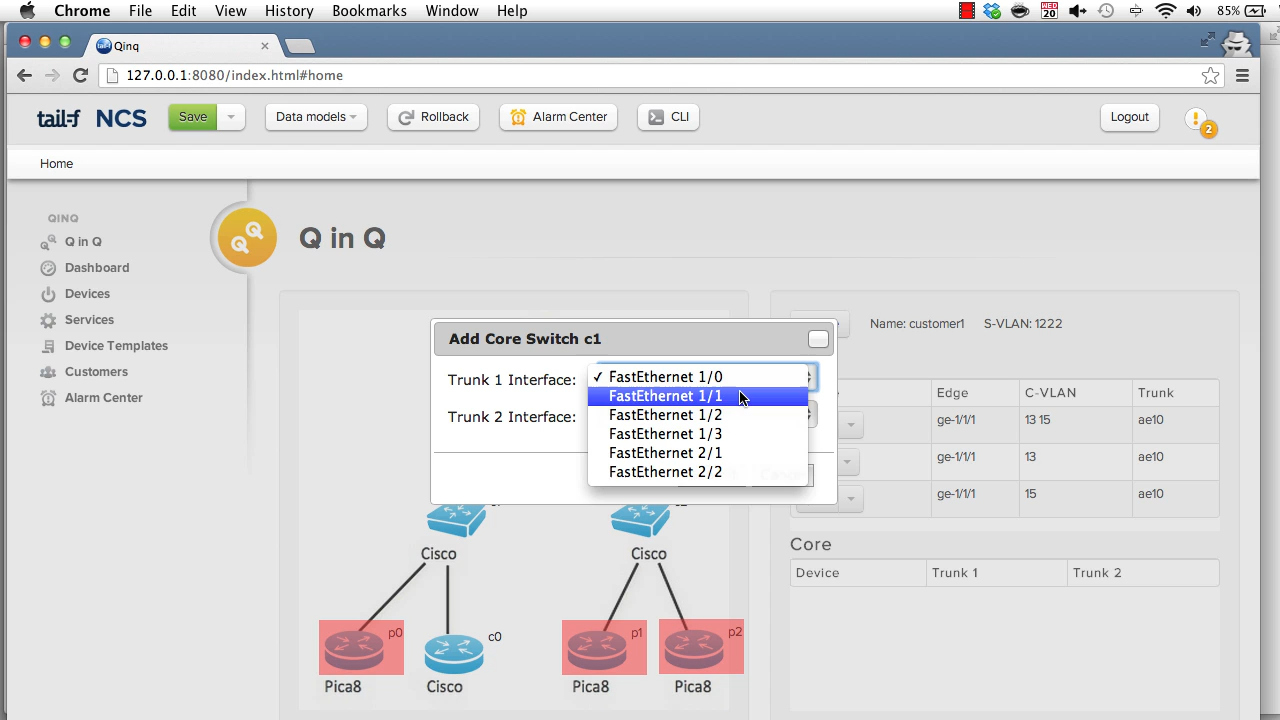 Chrome File Edit View History Bookmarks Window Help WED 20 85%
tail-f Qinq
127.0.0.1:8080/index.html#home
tail-f NCS Save Data models Rollback Alarm Center CLI Logout 2
Home
QINQ
Q in Q
Dashboard
Devices
Services
Device Templates
Customers
Alarm Center
QQ
Q in Q
Name: customer1 S-VLAN: 1222
Add Core Switch c1
Trunk 1 Interface:
✓ FastEthernet 1/0
FastEthernet 1/1
FastEthernet 1/2
FastEthernet 1/3
FastEthernet 2/1
FastEthernet 2/2
Trunk 2 Interface:
Edge C-VLAN Trunk
ge-1/1/1 13 15 ae10
ge-1/1/1 13 ae10
ge-1/1/1 15 ae10
Core
Device Trunk 1 Trunk 2
Cisco Cisco
p0 c0 p1 p2
Pica8 Cisco Pica8 Pica8